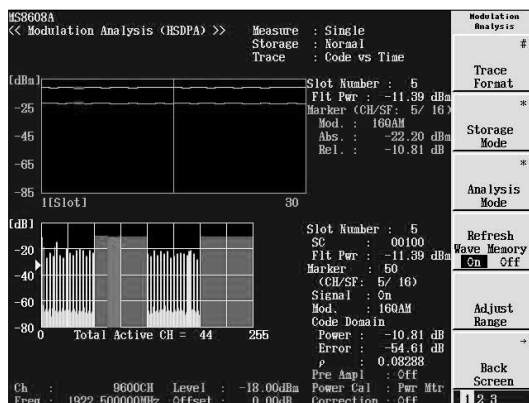 MS8608A
<< Modulation Analysis (HSDPA) >>
Measure : Single
Storage : Normal
Trace : Code vs Time
[dBm]
-25
-45
-65
-85
1[Slot]
30
Slot Number : 5
Flt Pwr : -11.39 dBm
Marker (CH/SF: 5/ 16)
Mod. : 16QAM
Abs. : -22.20 dBm
Rel. : -10.81 dB
[dB]
-20
-40
-60
-80
0
Total Active CH = 44
255
Slot Number : 5
SC : 00100
Flt Pwr : -11.39 dBm
Marker : 50
(CH/SF: 5/ 16)
Signal : On
Mod. : 16QAM
Code Domain
Power : -10.81 dB
Error : -54.61 dB
ρ : 0.08288
Pre Ampl : Off
Ch : 9600CH Level : -18.00dBm Power Cal : Pwr Mtr
Freq : 1922.500000MHz Offset : 0.00dB Correction : Off
Modulation
Analysis
#
Trace
Format
*
Storage
Mode
*
Analysis
Mode
Refresh
Wave Memory
On Off
Adjust
Range
→
Back
Screen
1 2 3